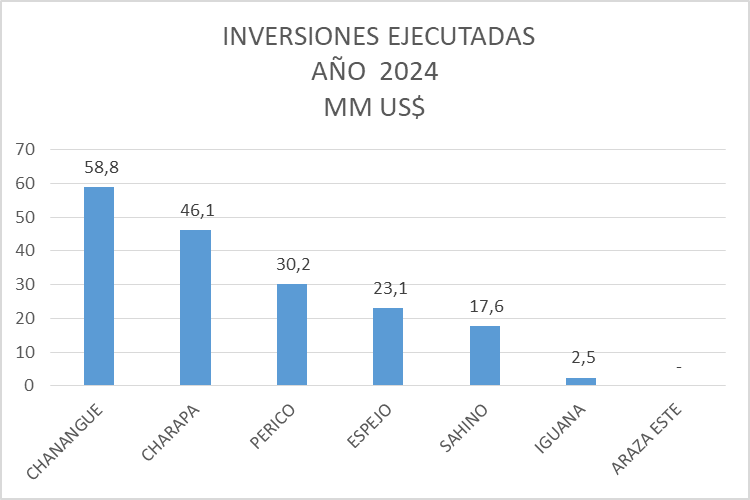 INVERSIONES EJECUTADAS
AÑO 2024
MM US$
70
60
50
40
30
20
10
0
58,8
46,1
30,2
23,1
17,6
2,5
-
CHANANGUE
CHARAPA
PERICO
ESPEJO
SAHINO
IGUANA
ARAZA ESTE